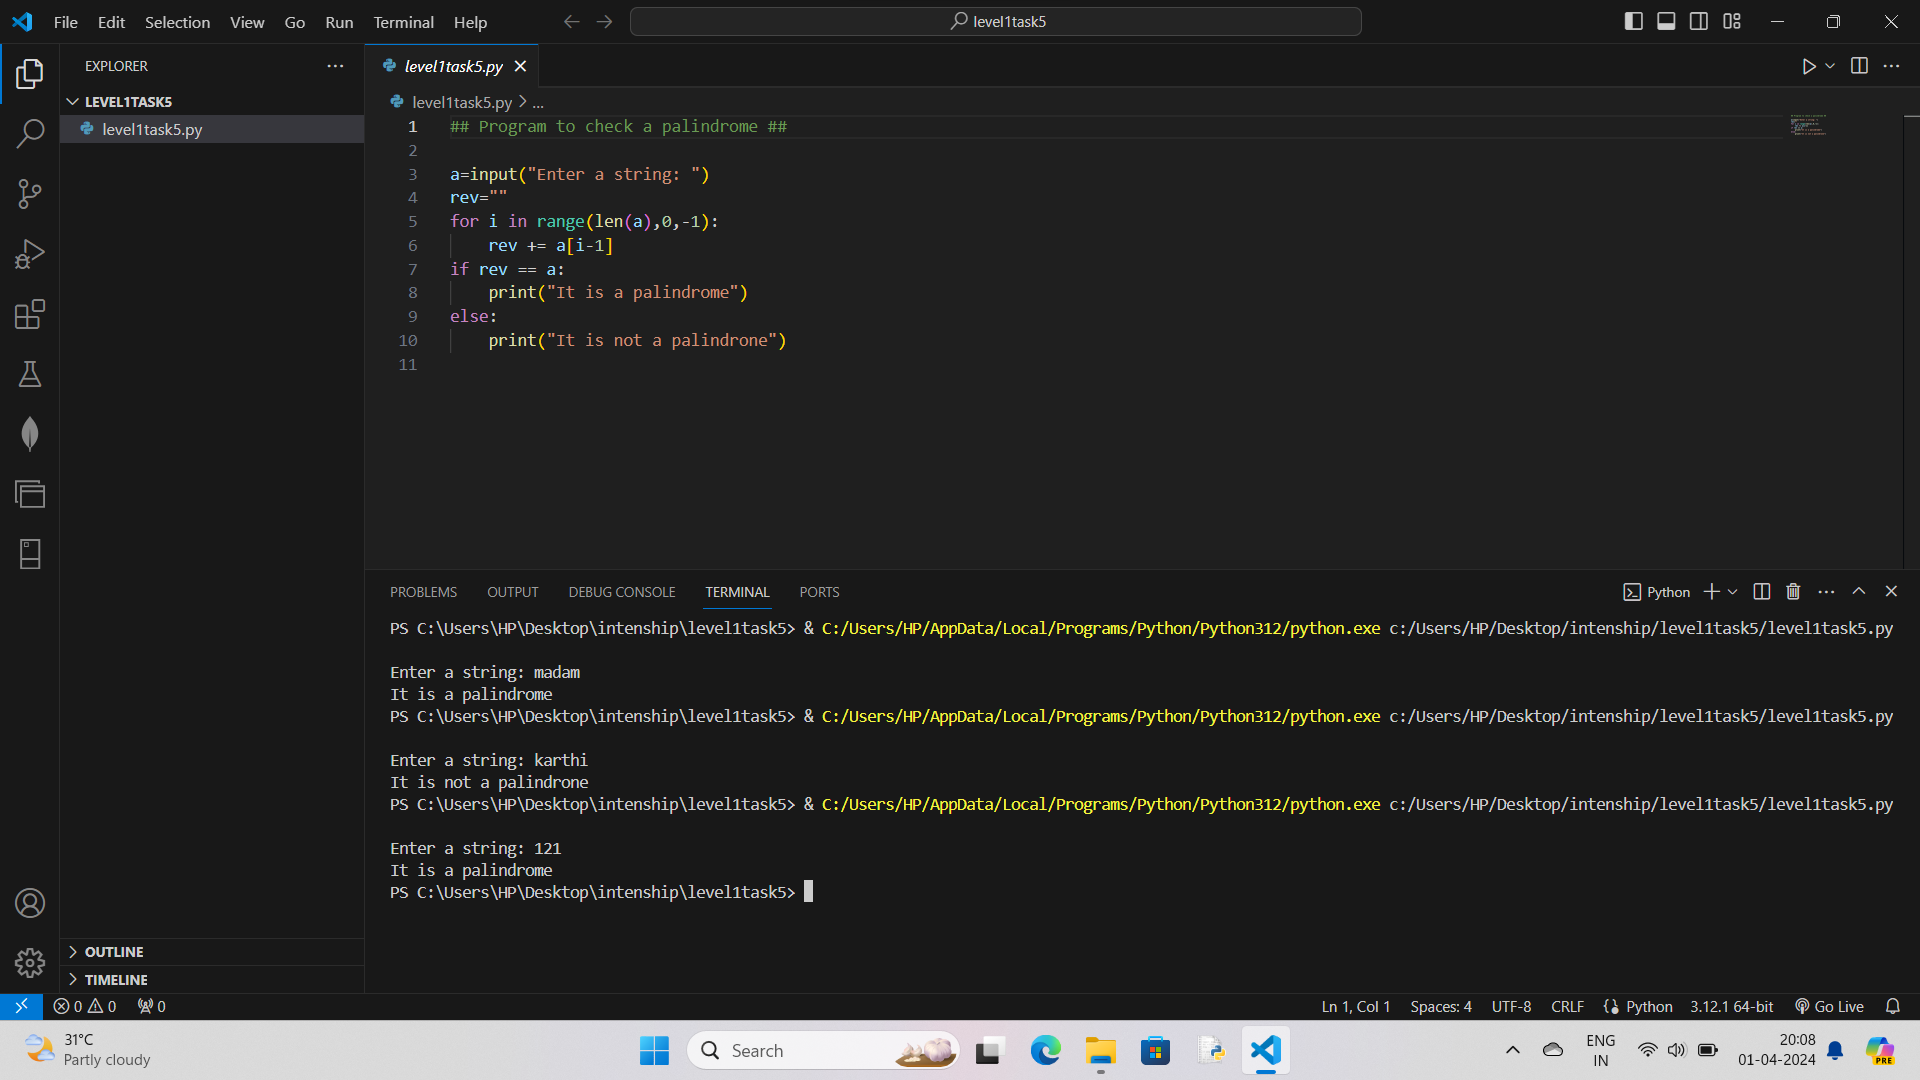 File Edit Selection View Go Run Terminal Help
level1task5
EXPLORER
LEVEL1TASK5
level1task5.py
OUTLINE
TIMELINE
level1task5.py
level1task5.py > ...
1 ## Program to check a palindrome ##
2
3 a=input("Enter a string: ")
4 rev=""
5 for i in range(len(a),0,-1):
6 rev += a[i-1]
7 if rev == a:
8 print("It is a palindrome")
9 else:
10 print("It is not a palindrone")
11
PROBLEMS OUTPUT DEBUG CONSOLE TERMINAL PORTS
Python
PS C:\Users\HP\Desktop\intenship\level1task5> & C:/Users/HP/AppData/Local/Programs/Python/Python312/python.exe c:/Users/HP/Desktop/intenship/level1task5/level1task5.py
Enter a string: madam
It is a palindrome
PS C:\Users\HP\Desktop\intenship\level1task5> & C:/Users/HP/AppData/Local/Programs/Python/Python312/python.exe c:/Users/HP/Desktop/intenship/level1task5/level1task5.py
Enter a string: karthi
It is not a palindrone
PS C:\Users\HP\Desktop\intenship\level1task5> & C:/Users/HP/AppData/Local/Programs/Python/Python312/python.exe c:/Users/HP/Desktop/intenship/level1task5/level1task5.py
Enter a string: 121
It is a palindrome
PS C:\Users\HP\Desktop\intenship\level1task5>
0 0 0
Ln 1, Col 1 Spaces: 4 UTF-8 CRLF Python 3.12.1 64-bit Go Live
31°C
Partly cloudy
Search
ENG
IN
20:08
01-04-2024
PRE